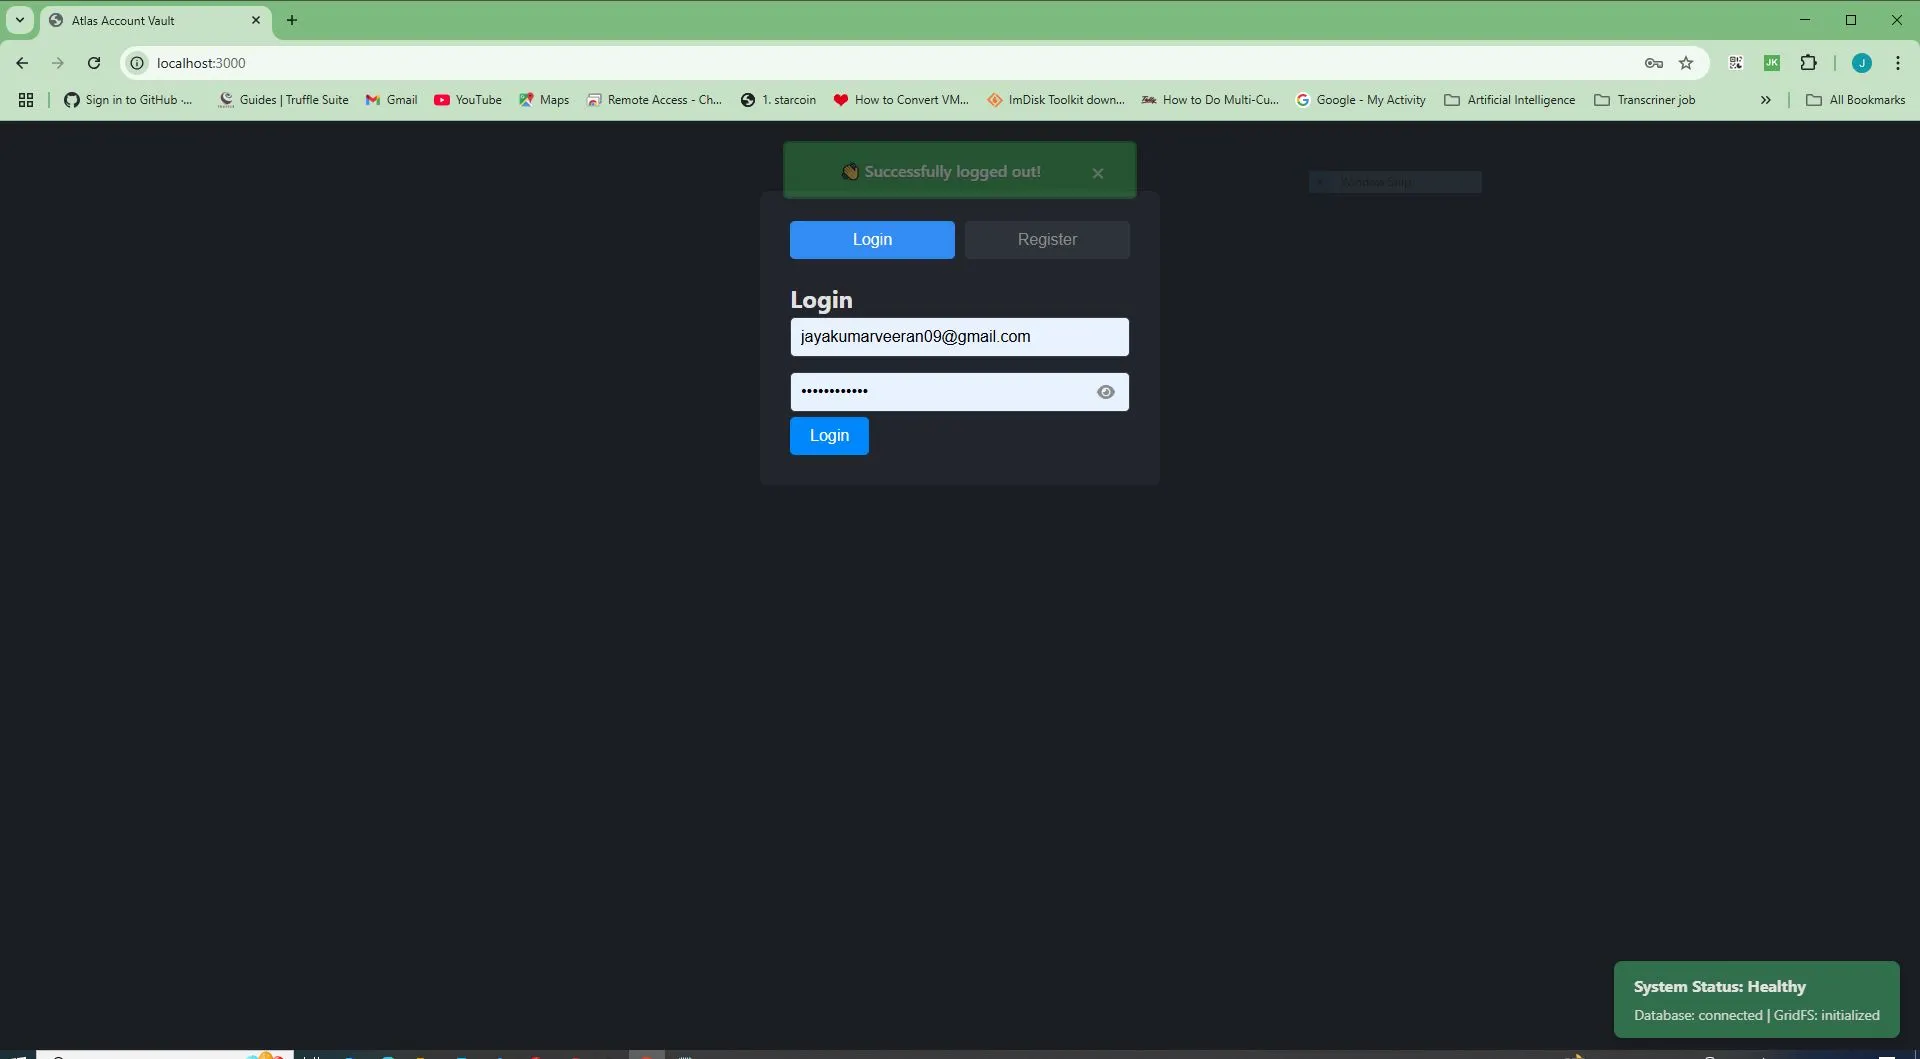 Atlas Account Vault
localhost:3000
JK
J
Sign in to GitHub ·...
Guides | Truffle Suite
Gmail
YouTube
Maps
Remote Access - Ch...
1. starcoin
How to Convert VM...
ImDisk Toolkit down...
How to Do Multi-Cu...
Google - My Activity
Artificial Intelligence
Transcriner job
All Bookmarks
👋 Successfully logged out!
Window Snip
Login
Register
Login
jayakumarveeran09@gmail.com
••••••••••••
Login
System Status: Healthy
Database: connected | GridFS: initialized